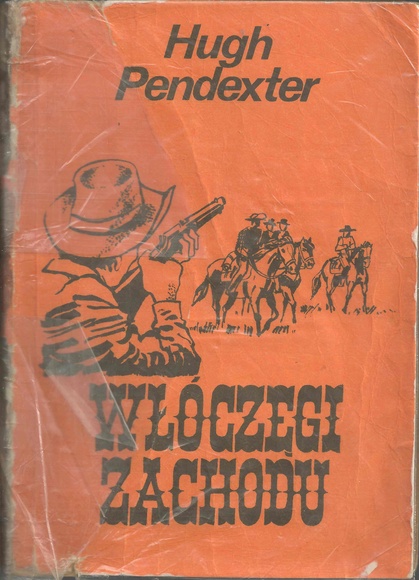 Hugh
Pendexter
WŁÓCZĘGI
ZACHODU